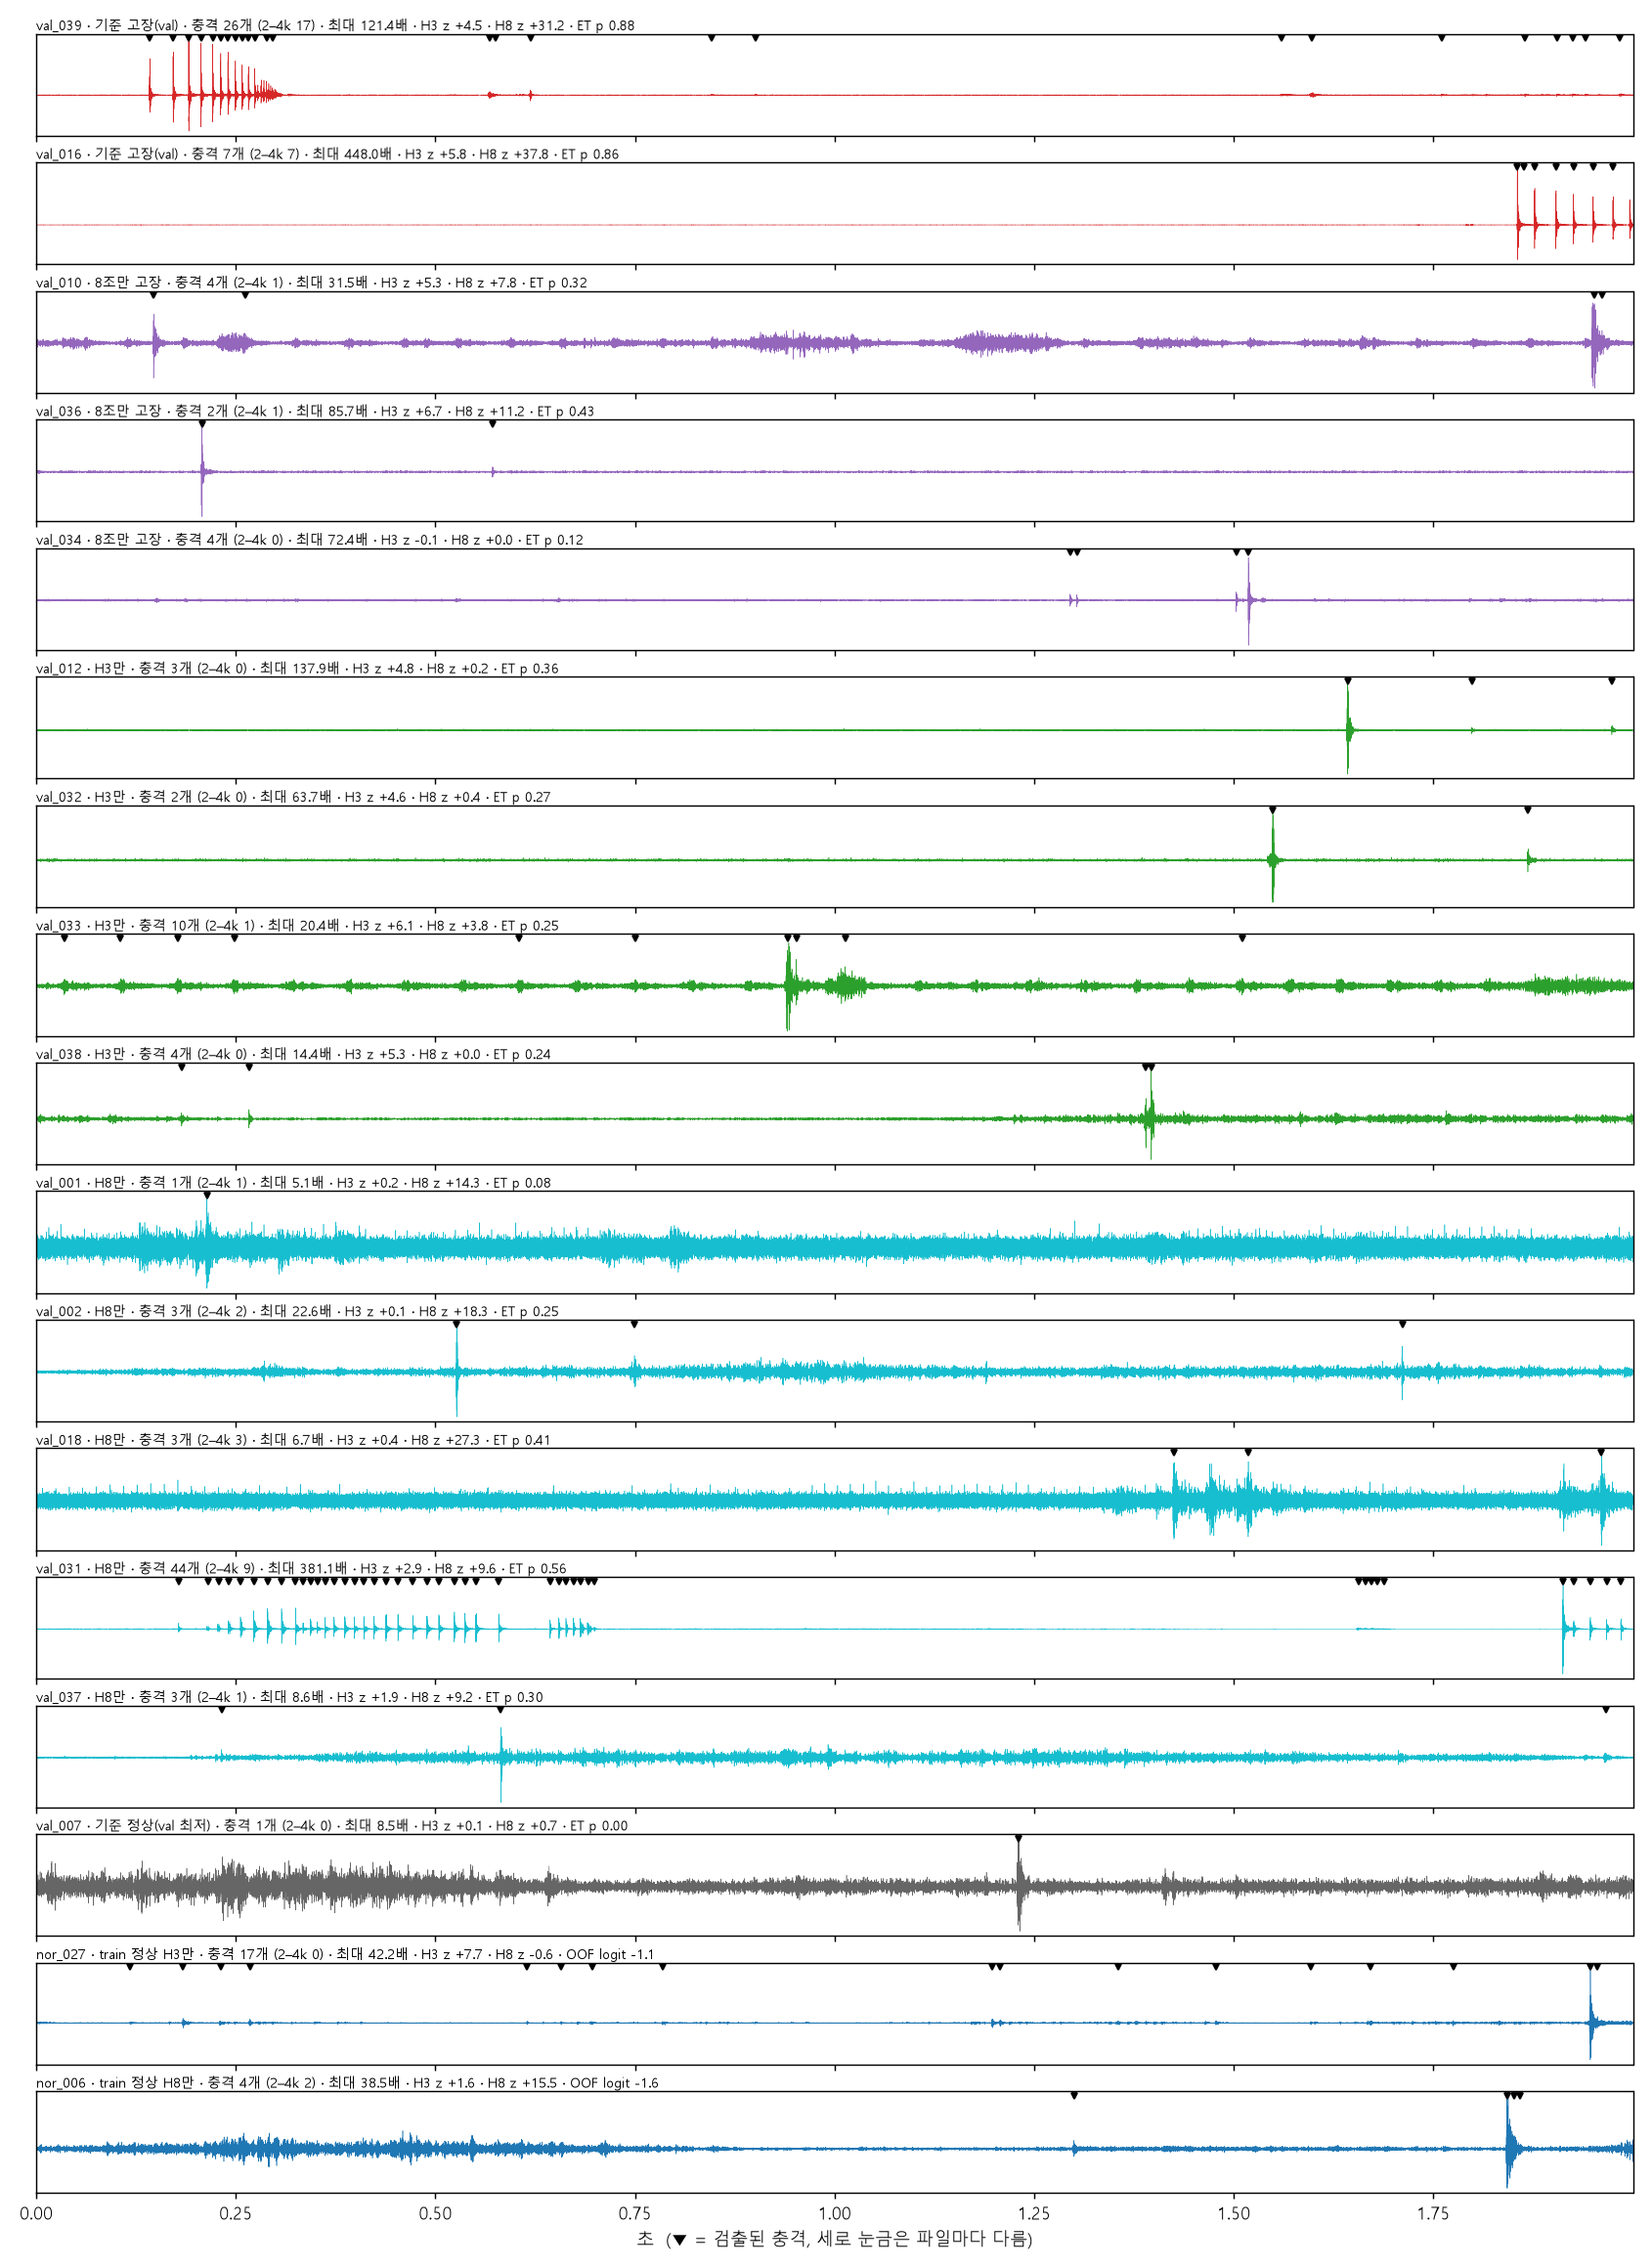 val_039 · 기준 고장(val) · 충격 26개 (2–4k 17) · 최대 121.4배 · H3 z +4.5 · H8 z +31.2 · ET p 0.88
val_016 · 기준 고장(val) · 충격 7개 (2–4k 7) · 최대 448.0배 · H3 z +5.8 · H8 z +37.8 · ET p 0.86
val_010 · 8조만 고장 · 충격 4개 (2–4k 1) · 최대 31.5배 · H3 z +5.3 · H8 z +7.8 · ET p 0.32
val_036 · 8조만 고장 · 충격 2개 (2–4k 1) · 최대 85.7배 · H3 z +6.7 · H8 z +11.2 · ET p 0.43
val_034 · 8조만 고장 · 충격 4개 (2–4k 0) · 최대 72.4배 · H3 z -0.1 · H8 z +0.0 · ET p 0.12
val_012 · H3만 · 충격 3개 (2–4k 0) · 최대 137.9배 · H3 z +4.8 · H8 z +0.2 · ET p 0.36
val_032 · H3만 · 충격 2개 (2–4k 0) · 최대 63.7배 · H3 z +4.6 · H8 z +0.4 · ET p 0.27
val_033 · H3만 · 충격 10개 (2–4k 1) · 최대 20.4배 · H3 z +6.1 · H8 z +3.8 · ET p 0.25
val_038 · H3만 · 충격 4개 (2–4k 0) · 최대 14.4배 · H3 z +5.3 · H8 z +0.0 · ET p 0.24
val_001 · H8만 · 충격 1개 (2–4k 1) · 최대 5.1배 · H3 z +0.2 · H8 z +14.3 · ET p 0.08
val_002 · H8만 · 충격 3개 (2–4k 2) · 최대 22.6배 · H3 z +0.1 · H8 z +18.3 · ET p 0.25
val_018 · H8만 · 충격 3개 (2–4k 3) · 최대 6.7배 · H3 z +0.4 · H8 z +27.3 · ET p 0.41
val_031 · H8만 · 충격 44개 (2–4k 9) · 최대 381.1배 · H3 z +2.9 · H8 z +9.6 · ET p 0.56
val_037 · H8만 · 충격 3개 (2–4k 1) · 최대 8.6배 · H3 z +1.9 · H8 z +9.2 · ET p 0.30
val_007 · 기준 정상(val 최저) · 충격 1개 (2–4k 0) · 최대 8.5배 · H3 z +0.1 · H8 z +0.7 · ET p 0.00
nor_027 · train 정상 H3만 · 충격 17개 (2–4k 0) · 최대 42.2배 · H3 z +7.7 · H8 z -0.6 · OOF logit -1.1
nor_006 · train 정상 H8만 · 충격 4개 (2–4k 2) · 최대 38.5배 · H3 z +1.6 · H8 z +15.5 · OOF logit -1.6
0.00 0.25 0.50 0.75 1.00 1.25 1.50 1.75
초 (▼ = 검출된 충격, 세로 눈금은 파일마다 다름)